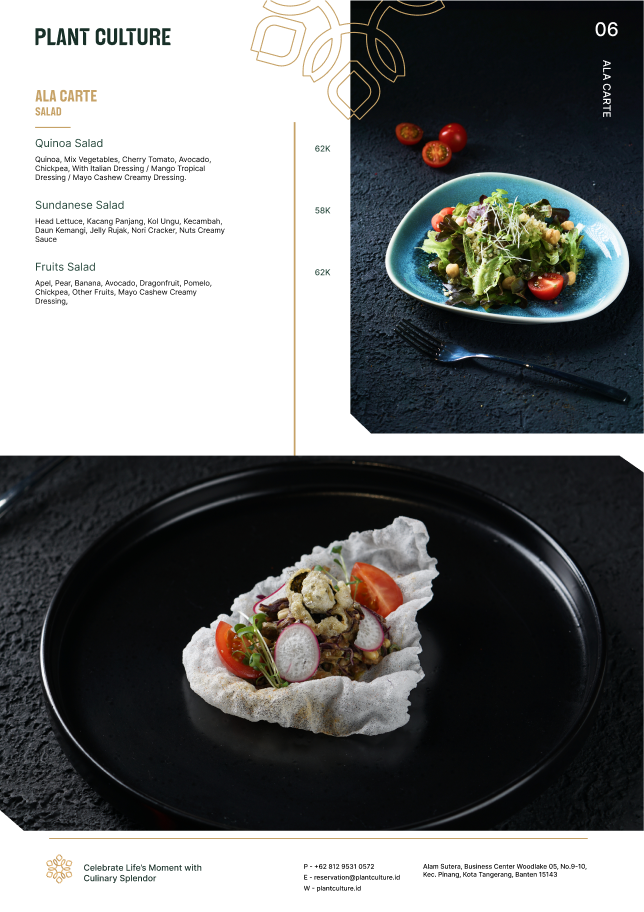 PLANT CULTURE
06
ALA CARTE
ALA CARTE
SALAD
Quinoa Salad
62K
Quinoa, Mix Vegetables, Cherry Tomato, Avocado,
Chickpea, With Italian Dressing / Mango Tropical
Dressing / Mayo Cashew Creamy Dressing.
Sundanese Salad
58K
Head Lettuce, Kacang Panjang, Kol Ungu, Kecambah,
Daun Kemangi, Jelly Rujak, Nori Cracker, Nuts Creamy
Sauce
Fruits Salad
62K
Apel, Pear, Banana, Avocado, Dragonfruit, Pomelo,
Chickpea, Other Fruits, Mayo Cashew Creamy
Dressing,
Celebrate Life's Moment with
Culinary Splendor
P - +62 812 9531 0572
E - reservation@plantculture.id
W - plantculture.id
Alam Sutera, Business Center Woodlake 05, No.9-10,
Kec. Pinang, Kota Tangerang, Banten 15143